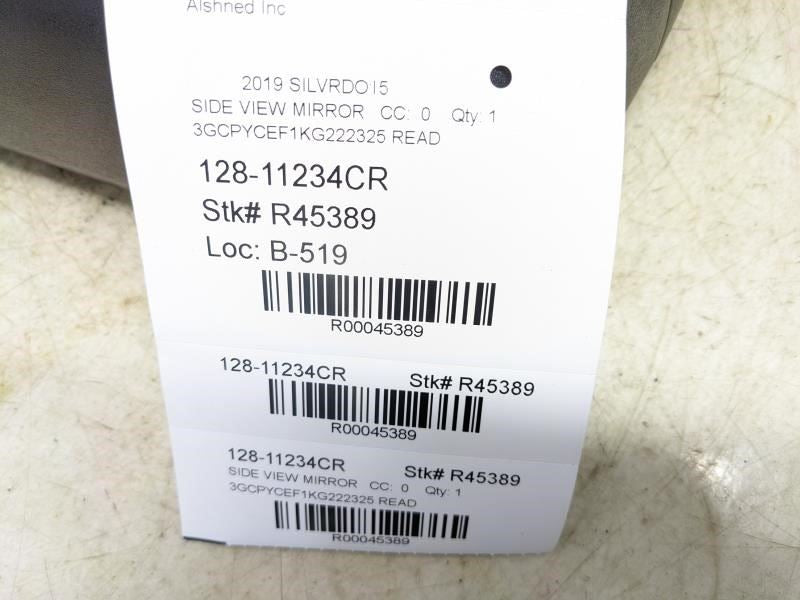 Alshned Inc
2019 SILVRDO15
SIDE VIEW MIRROR CC: 0 Qty: 1
3GCPYCEF1KG222325 READ
128-11234CR
Stk# R45389
Loc: B-519
R00045389
128-11234CR Stk# R45389
R00045389
128-11234CR Stk# R45389
SIDE VIEW MIRROR CC: 0 Qty: 1
3GCPYCEF1KG222325 READ
R00045389